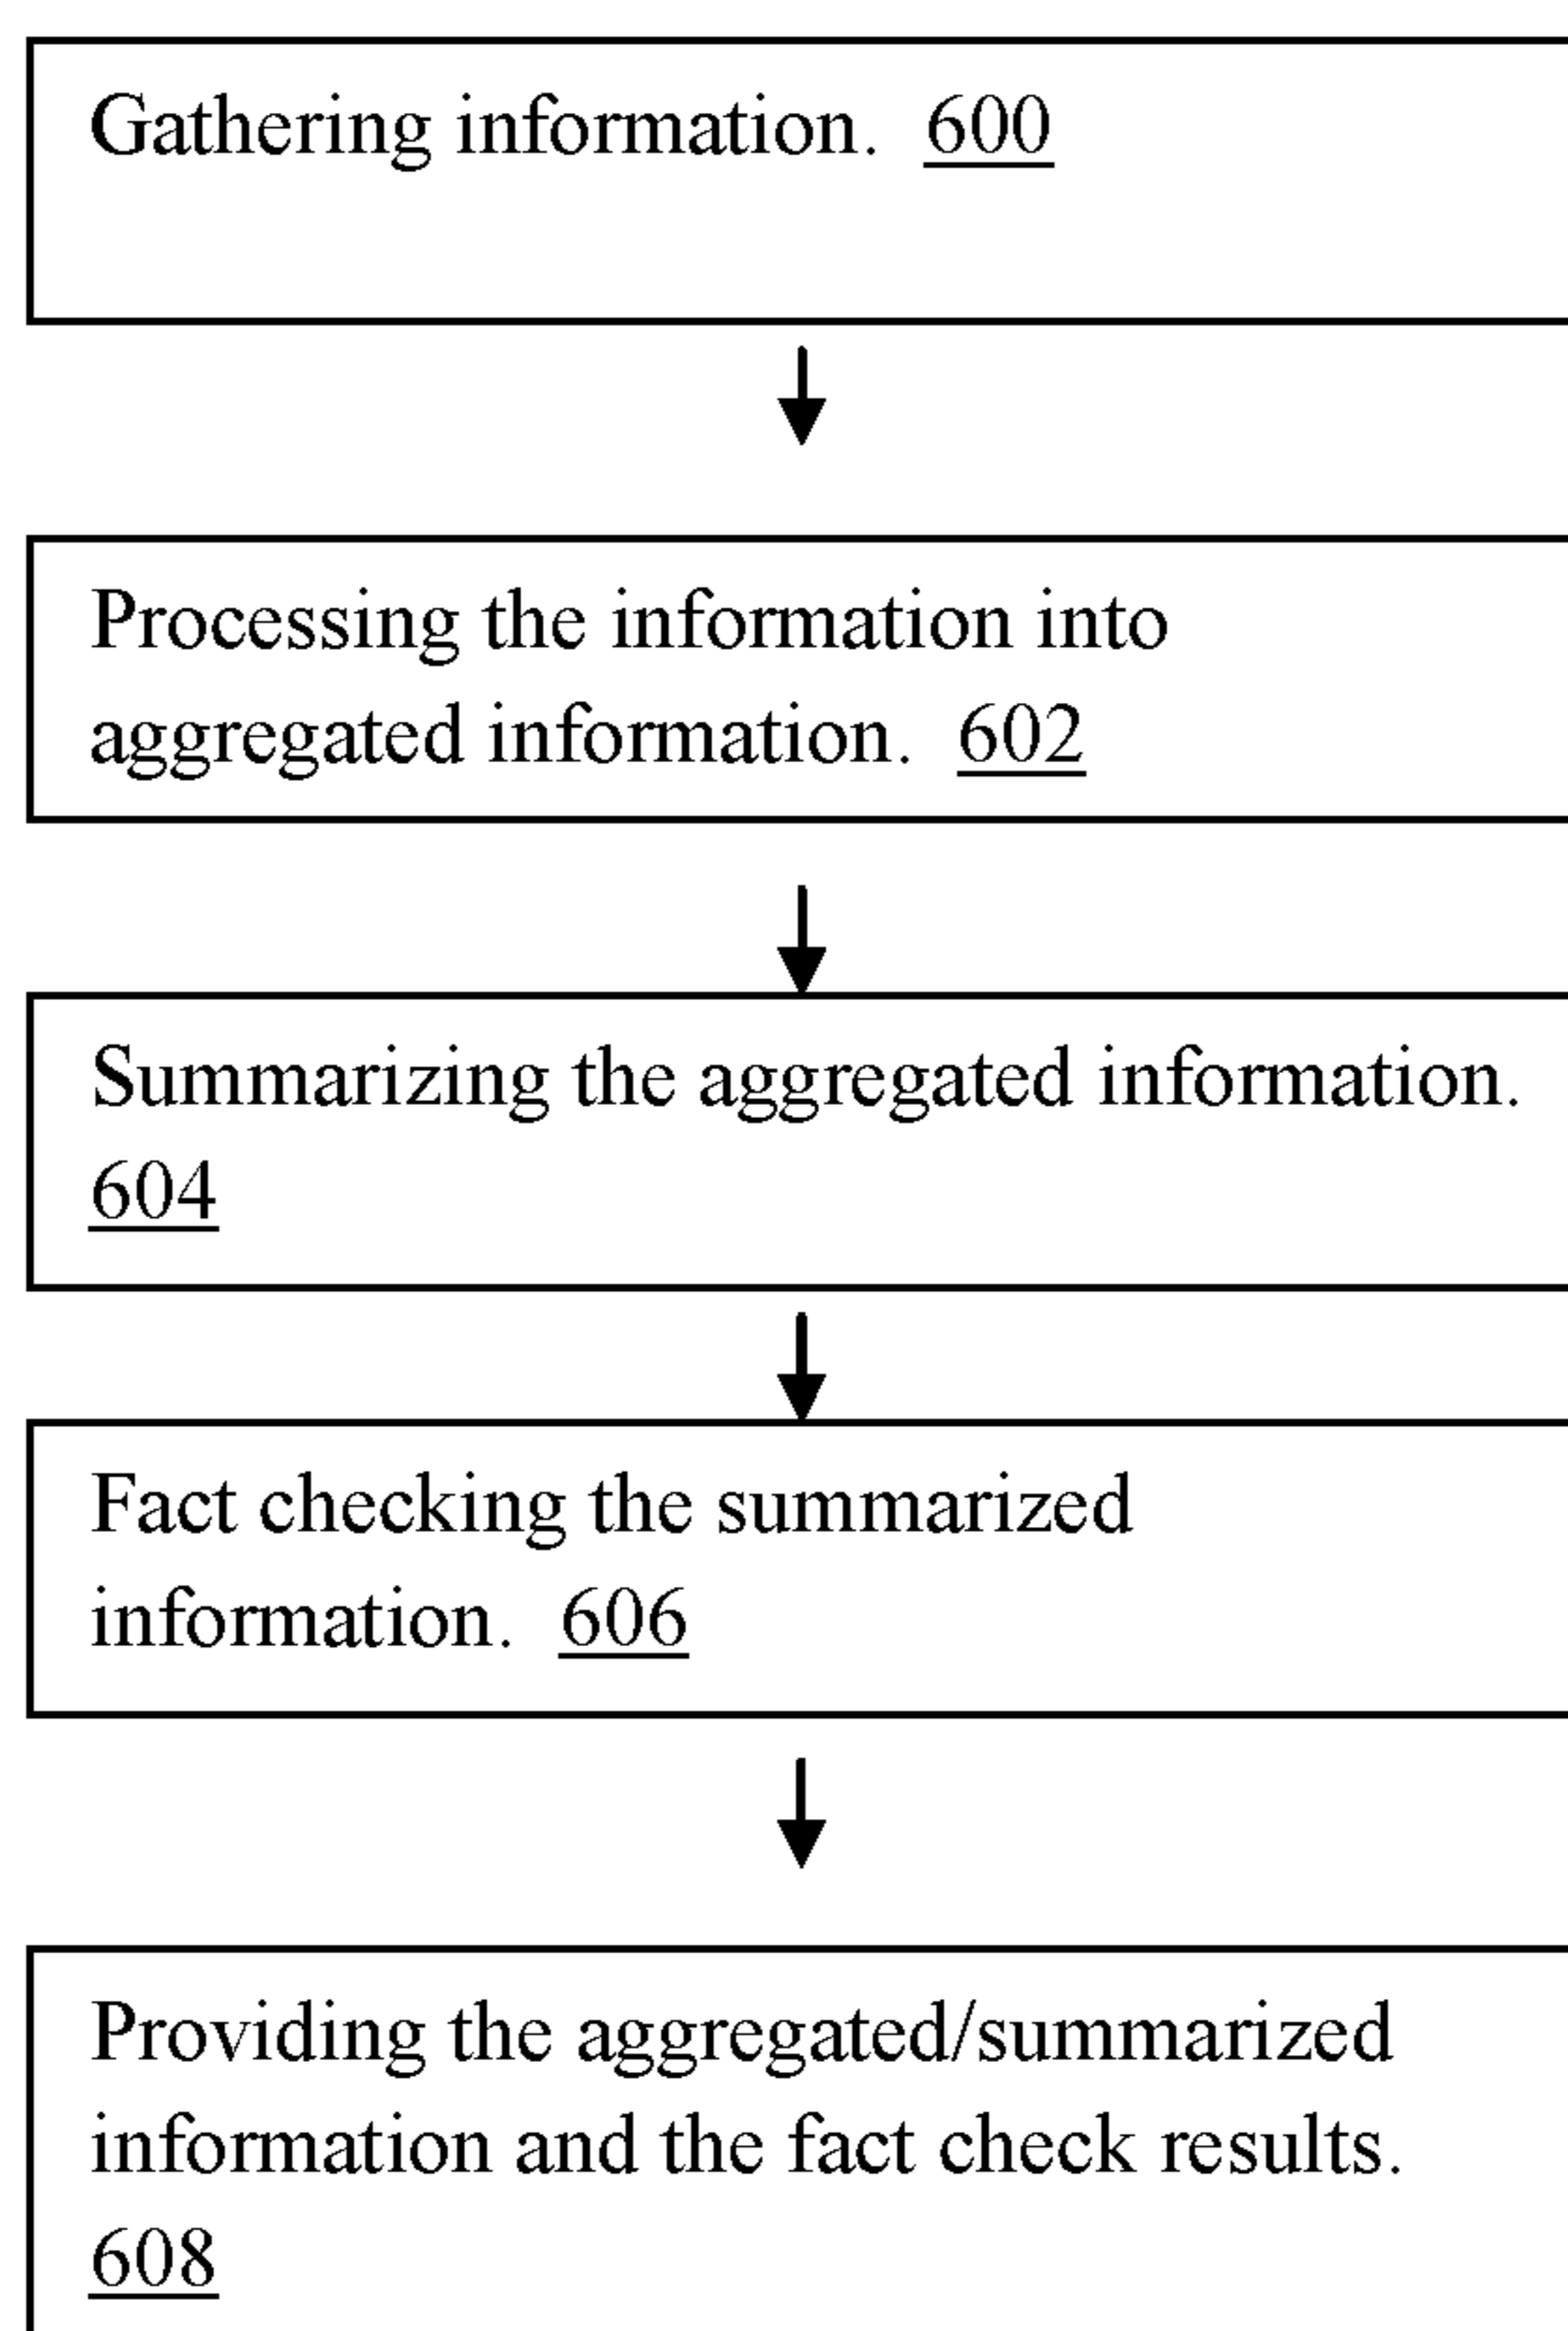 Gathering information. 600
Processing the information into
aggregated information. 602
Summarizing the aggregated information.
604
Fact checking the summarized
information. 606
Providing the aggregated/summarized
information and the fact check results.
608